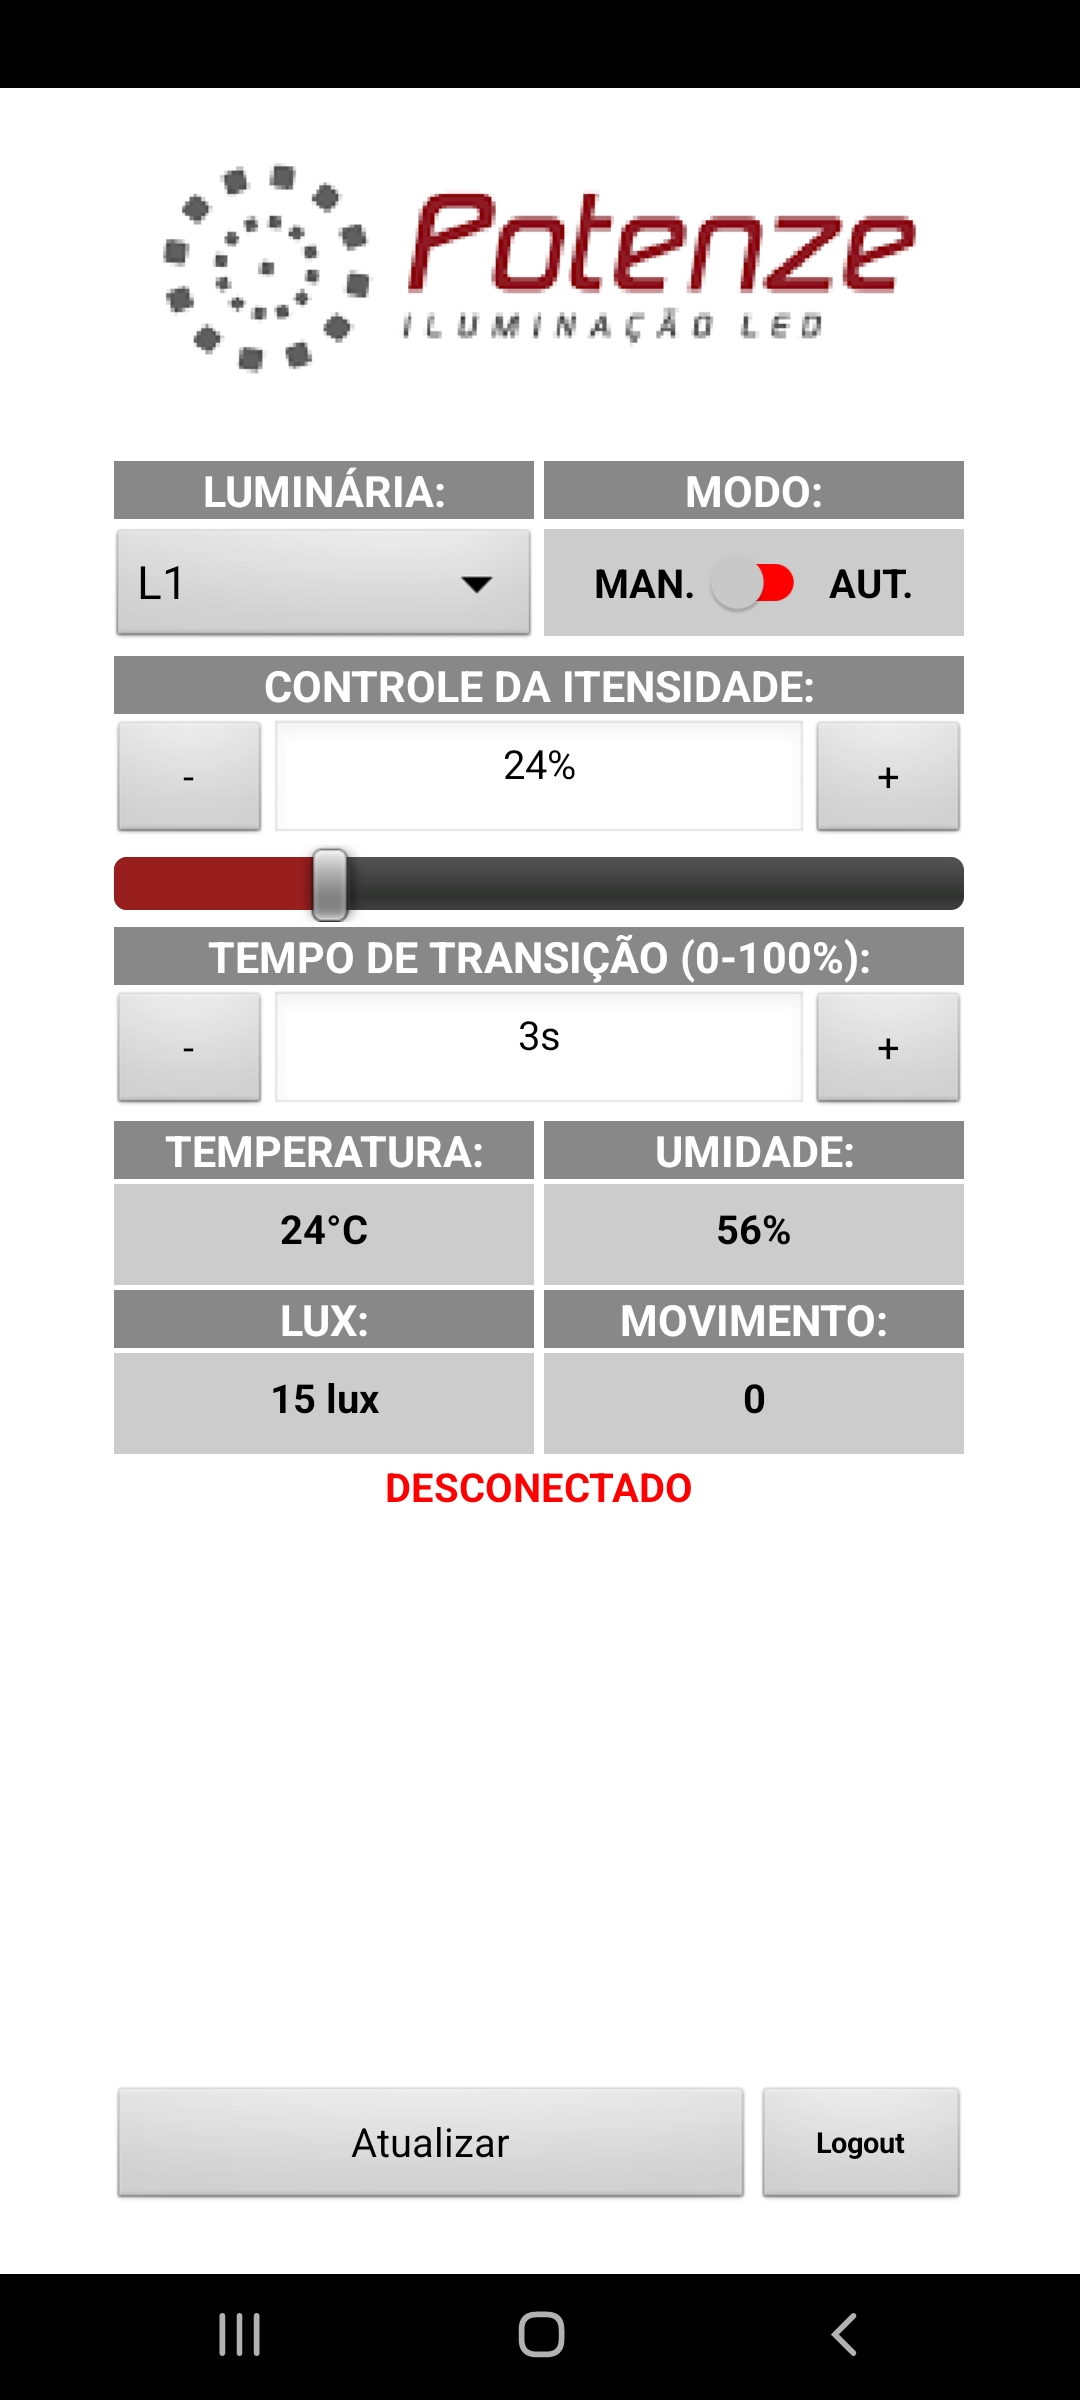 Potenze
ILUMINAÇÃO LED
LUMINÁRIA: MODO:
L1 MAN. AUT.
CONTROLE DA ITENSIDADE:
- 24% +
TEMPO DE TRANSIÇÃO (0-100%):
- 3s +
TEMPERATURA: UMIDADE:
24°C 56%
LUX: MOVIMENTO:
15 lux 0
DESCONECTADO
Atualizar Logout